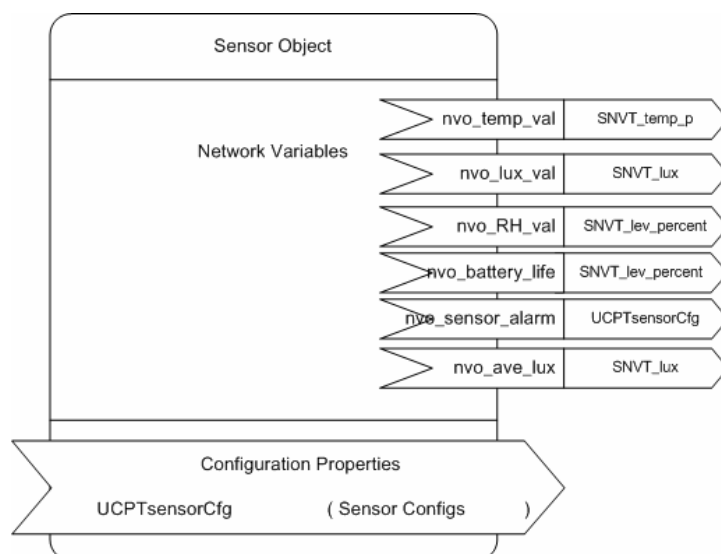 Sensor Object
Network Variables
nvo_temp_val SNVT_temp_p
nvo_lux_val SNVT_lux
nvo_RH_val SNVT_lev_percent
nvo_battery_life SNVT_lev_percent
nvo_sensor_alarm UCPTsensorCfg
nvo_ave_lux SNVT_lux
Configuration Properties
UCPTsensorCfg ( Sensor Configs )